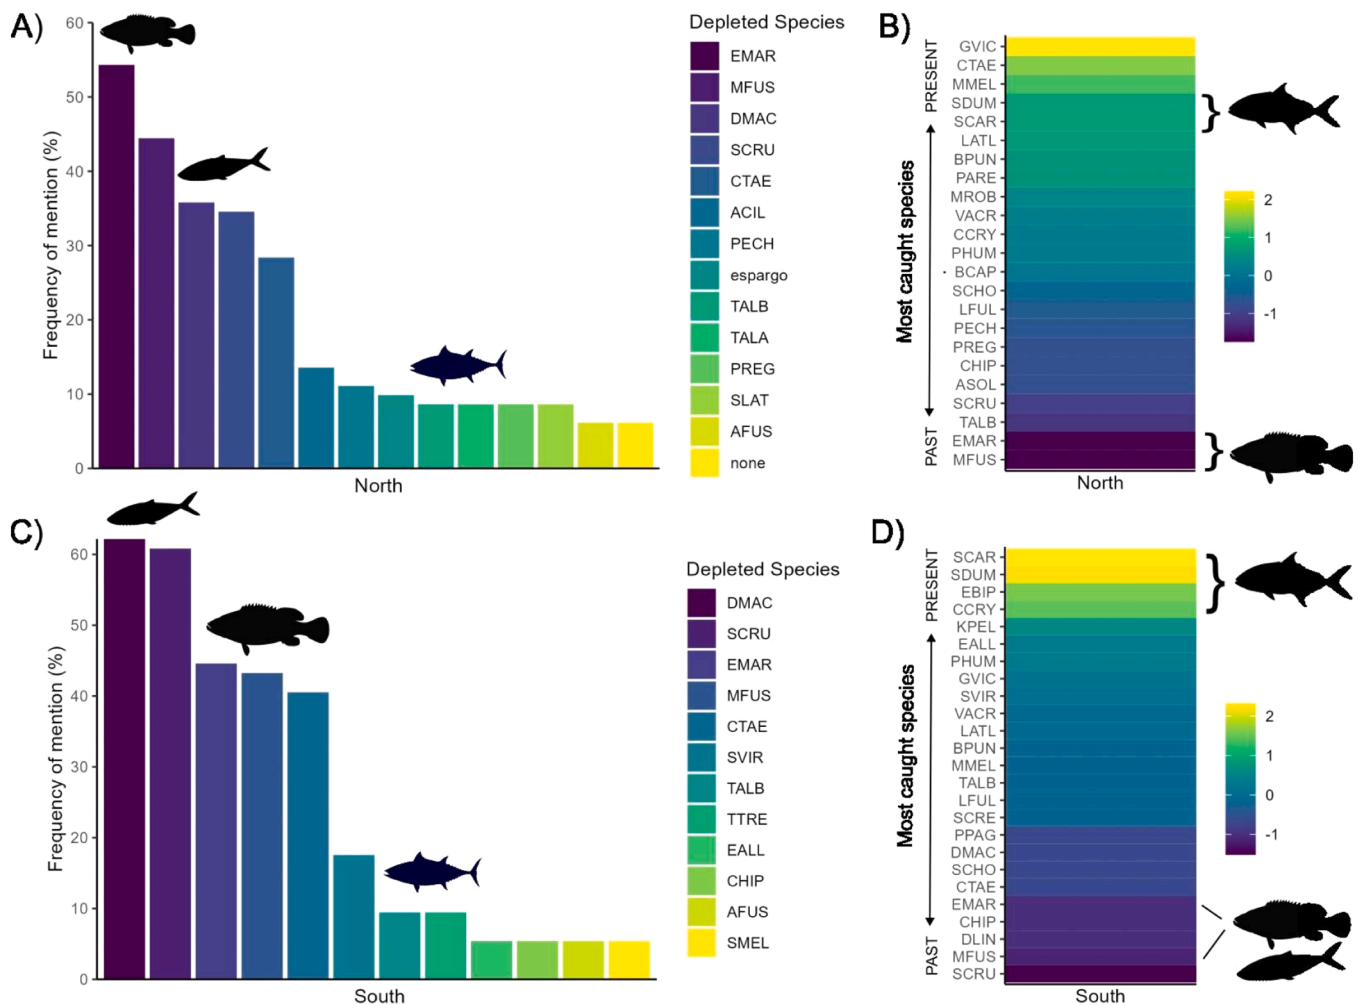 A)
60
50
40
30
20
10
0
Frequency of mention (%)
North
Depleted Species
EMAR
MFUS
DMAC
SCRU
CTAE
ACIL
PECH
espargo
TALB
TALA
PREG
SLAT
AFUS
none
B)
PRESENT
Most caught species
PAST
GVIC
CTAE
MMEL
SDUM
SCAR
LATL
BPUN
PARE
MROB
VACR
CCRY
PHUM
BCAP
SCHO
LFUL
PECH
PREG
CHIP
ASOL
SCRU
TALB
EMAR
MFUS
North
2
1
0
-1
C)
60
50
40
30
20
10
0
Frequency of mention (%)
South
Depleted Species
DMAC
SCRU
EMAR
MFUS
CTAE
SVIR
TALB
TTRE
EALL
CHIP
AFUS
SMEL
D)
PRESENT
Most caught species
PAST
SCAR
SDUM
EBIP
CCRY
KPEL
EALL
PHUM
GVIC
SVIR
VACR
LATL
BPUN
MMEL
TALB
LFUL
SCRE
PPAG
DMAC
SCHO
CTAE
EMAR
CHIP
DLIN
MFUS
SCRU
South
2
1
0
-1